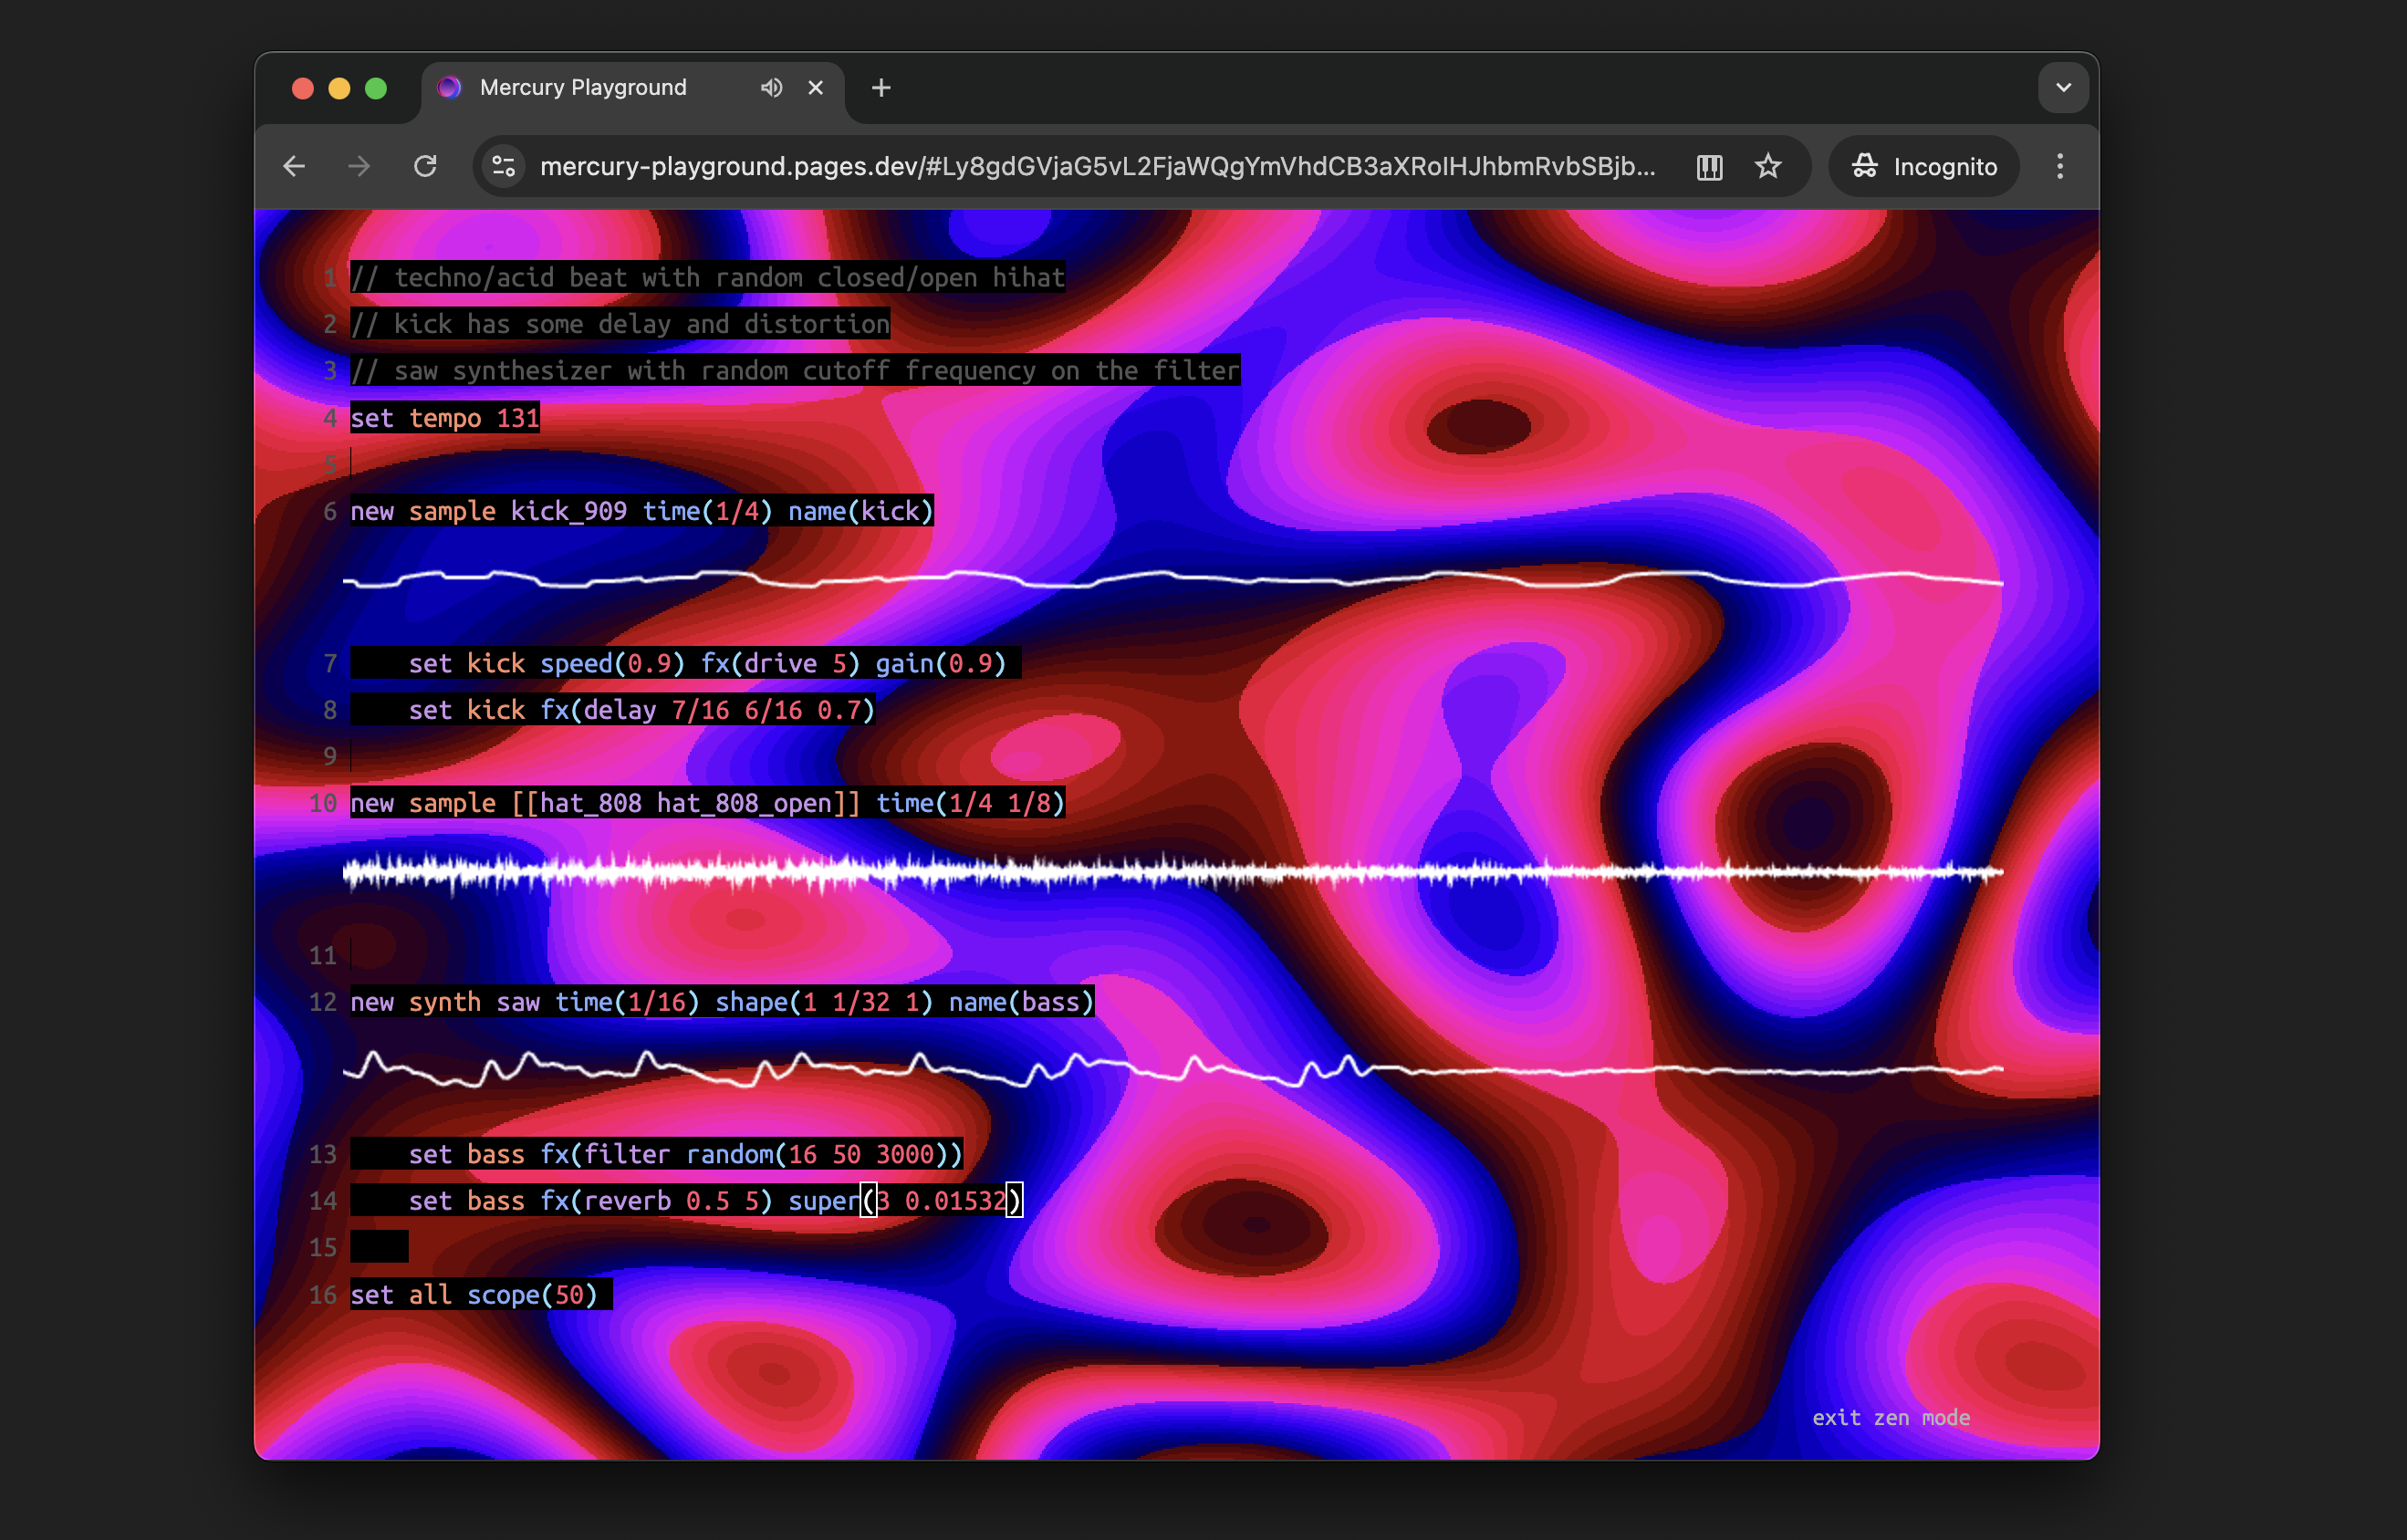 Mercury Playground
mercury-playground.pages.dev/#Ly8gdGVjaG5vL2FjaWQgYmVhdCB3aXRoIHJhbmRvbSBjb...
Incognito
1 // techno/acid beat with random closed/open hihat
2 // kick has some delay and distortion
3 // saw synthesizer with random cutoff frequency on the filter
4 set tempo 131
5
6 new sample kick_909 time(1/4) name(kick)
7     set kick speed(0.9) fx(drive 5) gain(0.9)
8     set kick fx(delay 7/16 6/16 0.7)
9
10 new sample [[hat_808 hat_808_open]] time(1/4 1/8)
11
12 new synth saw time(1/16) shape(1 1/32 1) name(bass)
13     set bass fx(filter random(16 50 3000))
14     set bass fx(reverb 0.5 5) super(3 0.01532)
15
16 set all scope(50)
exit zen mode